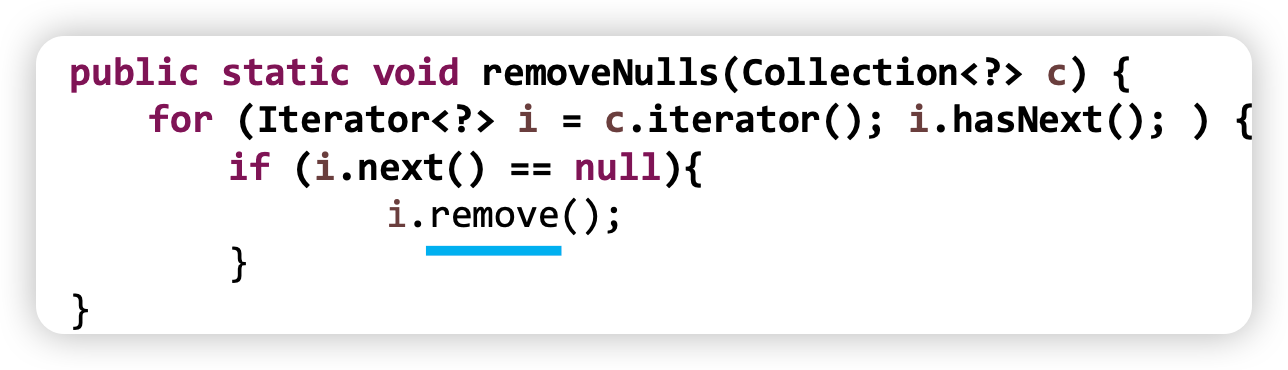 public static void removeNulls(Collection<?> c) {
    for (Iterator<?> i = c.iterator(); i.hasNext(); ) {
        if (i.next() == null){
                i.remove();
        }
}